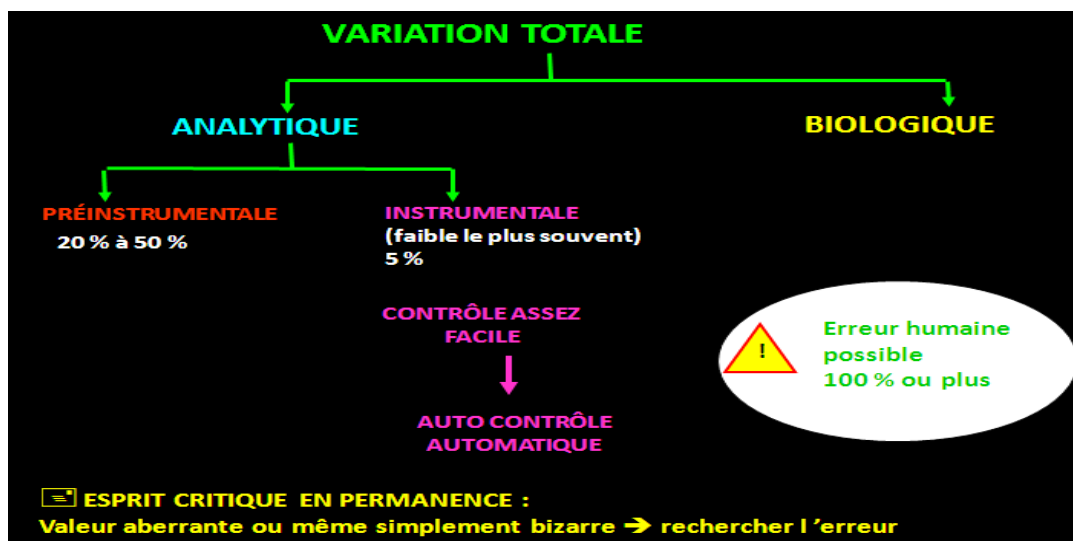 VARIATION TOTALE
ANALYTIQUE
BIOLOGIQUE
PRÉINSTRUMENTALE
20 % à 50 %
INSTRUMENTALE
(faible le plus souvent)
5 %
CONTRÔLE ASSEZ
FACILE
AUTO CONTRÔLE
AUTOMATIQUE
!
Erreur humaine
possible
100 % ou plus
ESPRIT CRITIQUE EN PERMANENCE :
Valeur aberrante ou même simplement bizarre ➔ rechercher l ’erreur